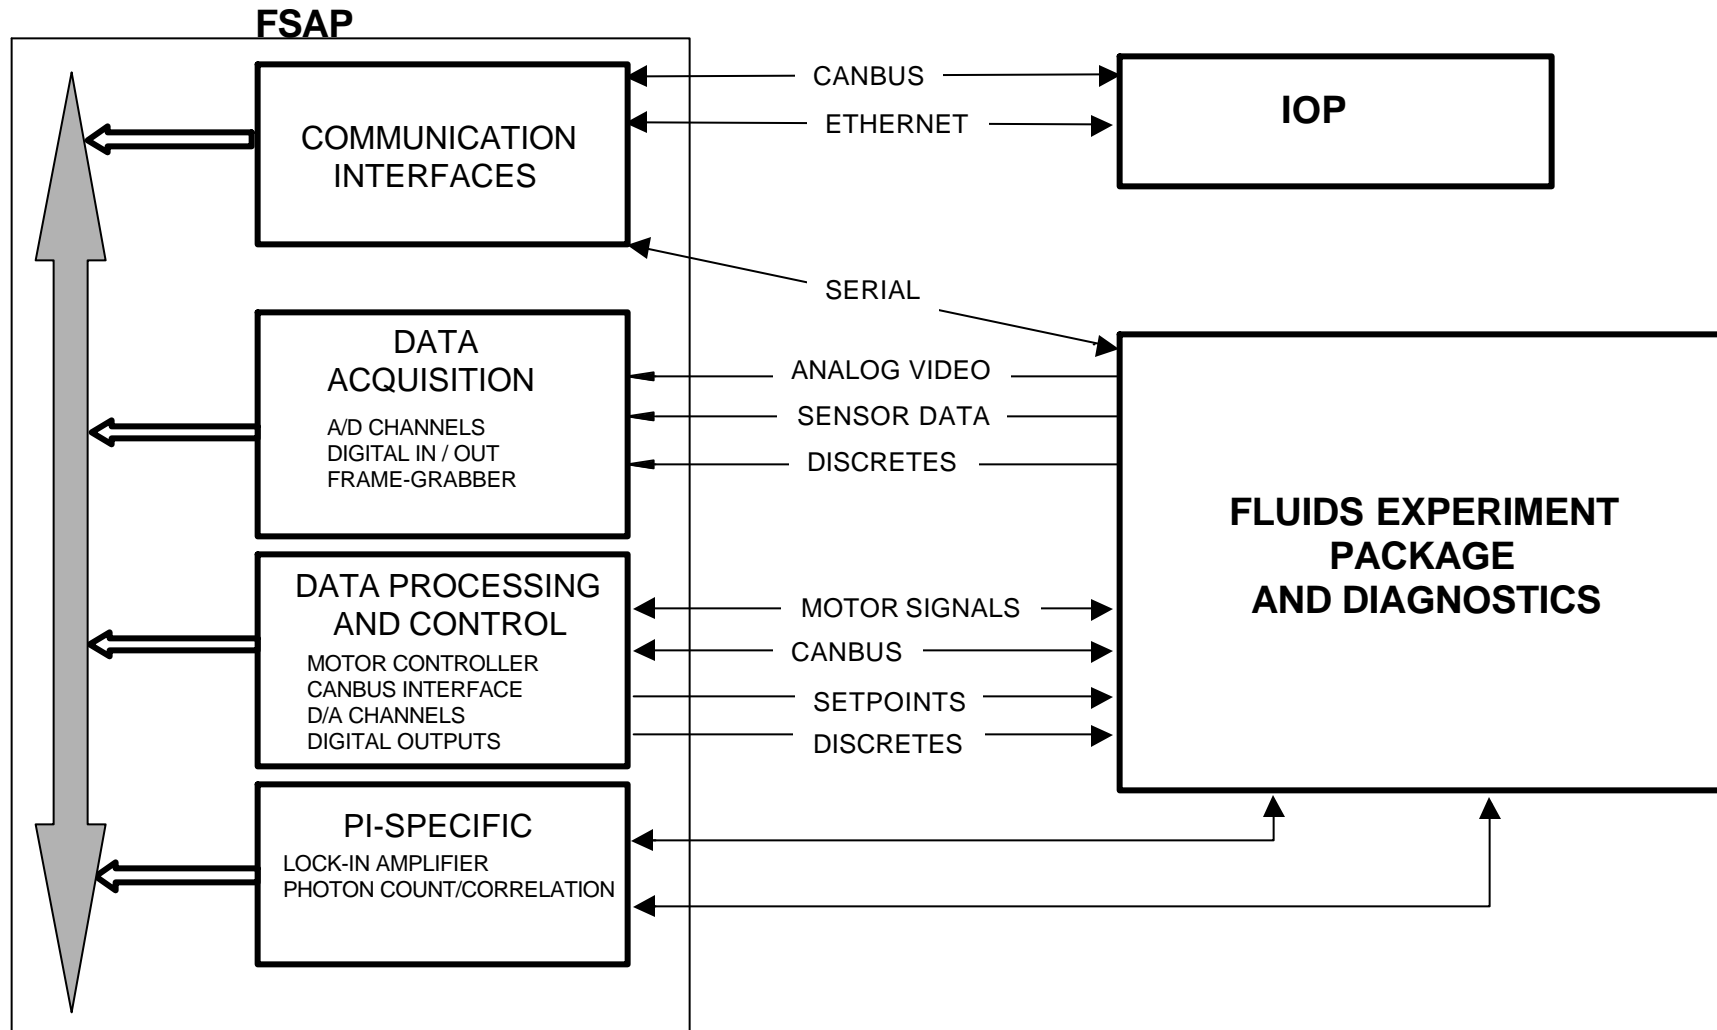 FSAP
COMMUNICATION
INTERFACES
CANBUS
ETHERNET
IOP
SERIAL
DATA
ACQUISITION
A/D CHANNELS
DIGITAL IN / OUT
FRAME-GRABBER
ANALOG VIDEO
SENSOR DATA
DISCRETES
FLUIDS EXPERIMENT
PACKAGE
AND DIAGNOSTICS
DATA PROCESSING
AND CONTROL
MOTOR CONTROLLER
CANBUS INTERFACE
D/A CHANNELS
DIGITAL OUTPUTS
MOTOR SIGNALS
CANBUS
SETPOINTS
DISCRETES
PI-SPECIFIC
LOCK-IN AMPLIFIER
PHOTON COUNT/CORRELATION